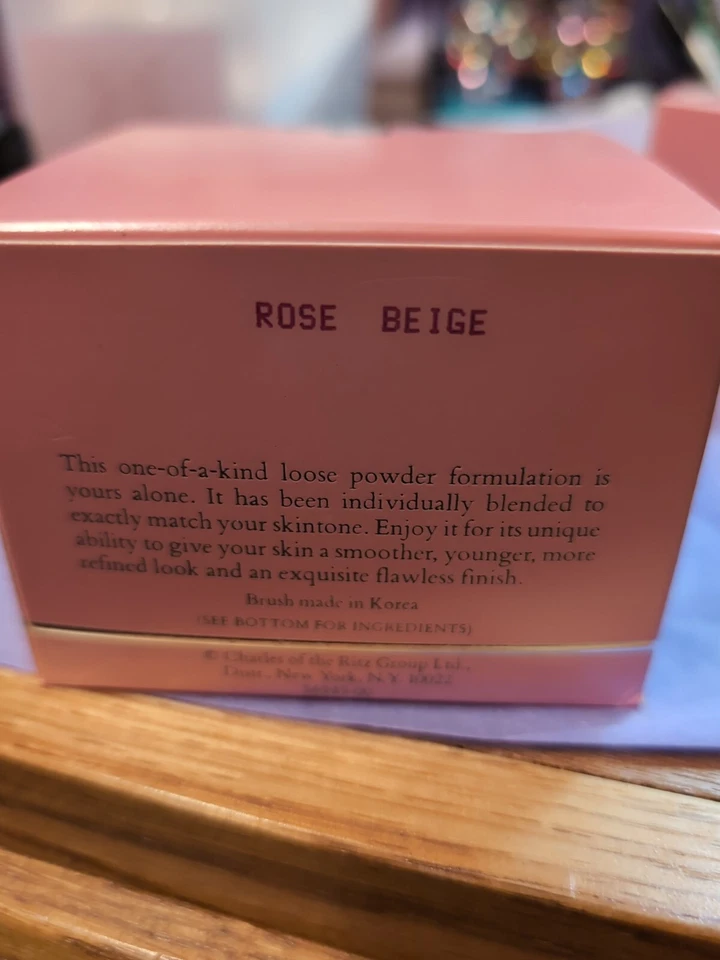 ROSE BEIGE
This one-of-a-kind loose powder formulation is
yours alone. It has been individually blended to
exactly match your skintone. Enjoy it for its unique
ability to give your skin a smoother, younger, more
refined look and an exquisite flawless finish.
Brush made in Korea
(SEE BOTTOM FOR INGREDIENTS)
© Charles of the Ritz Group Ltd.,
Distr., New York, N.Y. 10022